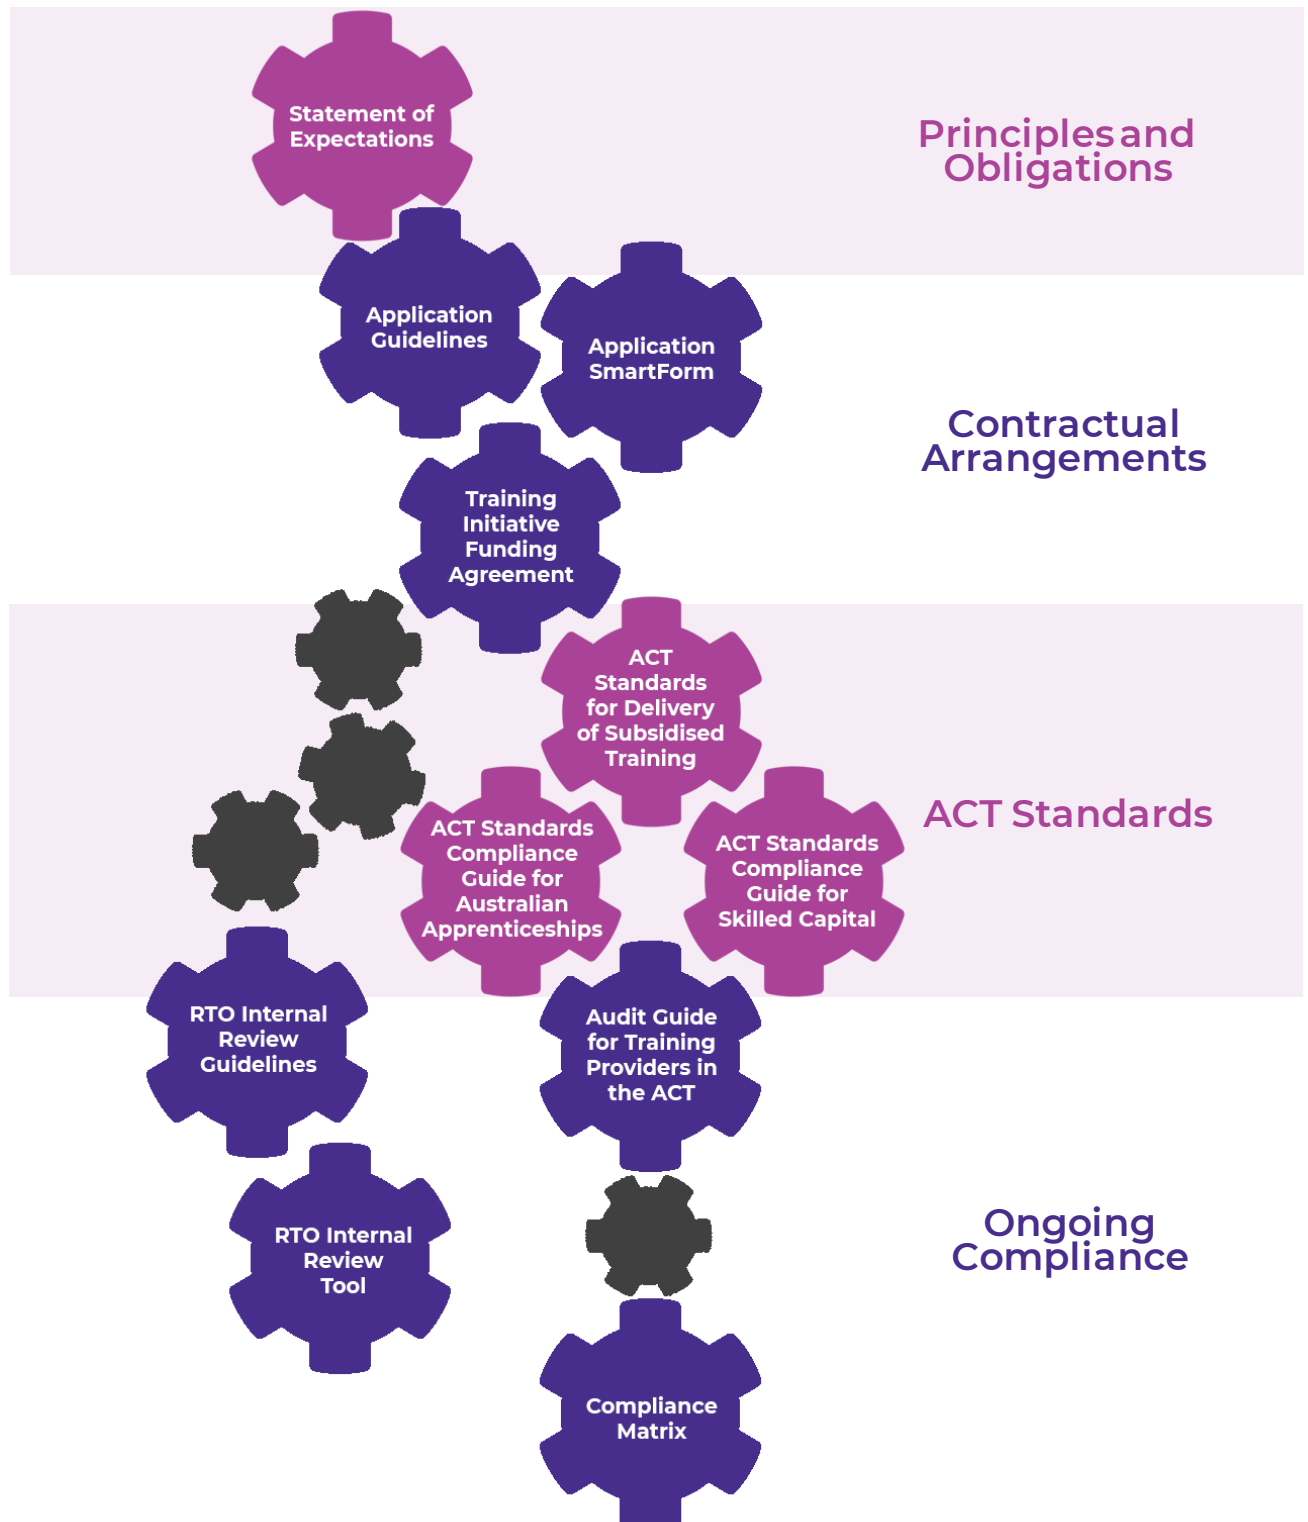 Statement of
Expectations
Principles and
Obligations
Application
Guidelines
Application
SmartForm
Contractual
Arrangements
Training
Initiative
Funding
Agreement
ACT
Standards
for Delivery
of Subsidised
Training
ACT Standards
ACT Standards
Compliance
Guide for
Australian
Apprenticeships
ACT Standards
Compliance
Guide for
Skilled Capital
RTO Internal
Review
Guidelines
Audit Guide
for Training
Providers in
the ACT
RTO Internal
Review
Tool
Ongoing
Compliance
Compliance
Matrix